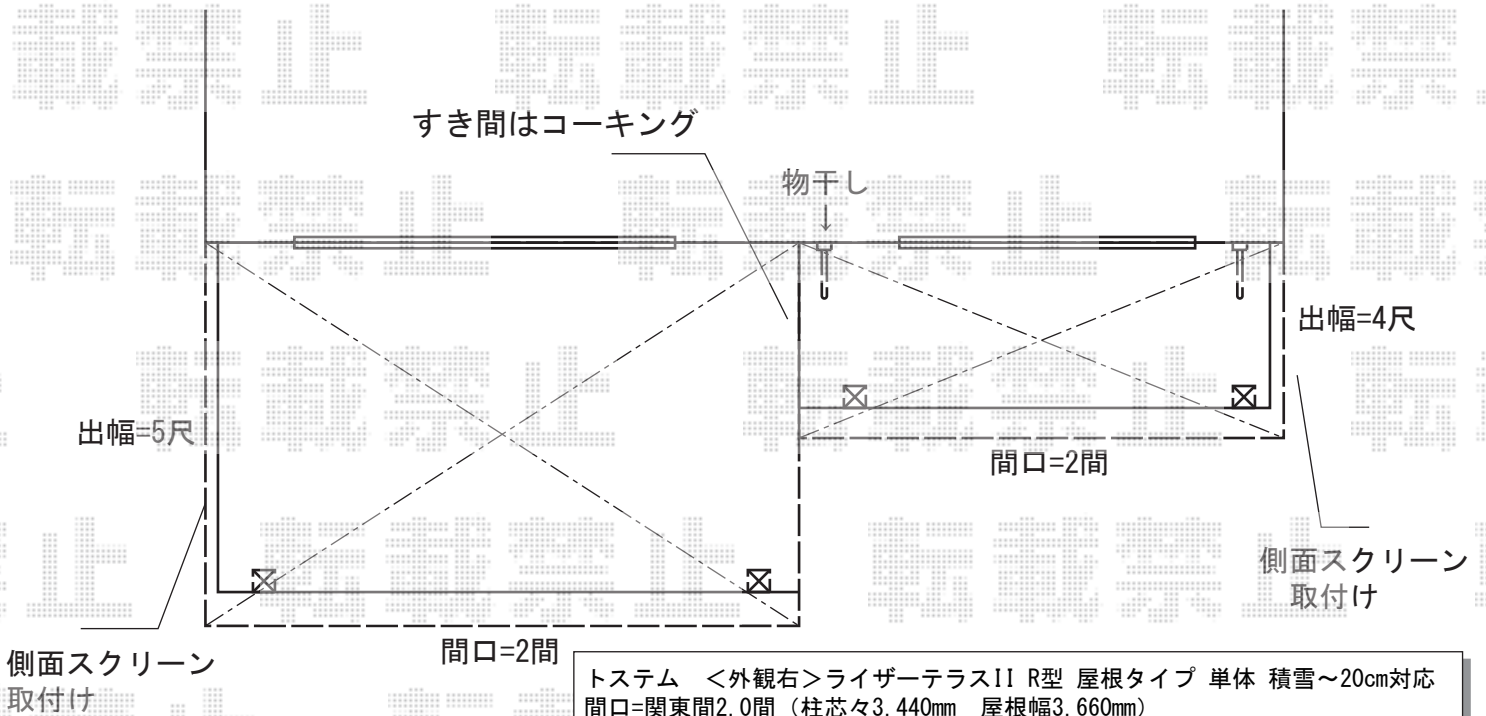 転載禁止
すき間はコーキング
物干し
↓
出幅=4尺
出幅=5尺
間口=2間
側面スクリーン
取付け
間口=2間
側面スクリーン
取付け
トステム <外観右>ライザーテラスII R型 屋根タイプ 単体 積雪~20cm対応
間口=関東間2.0間(柱芯々3,440mm 屋根幅3,660mm)